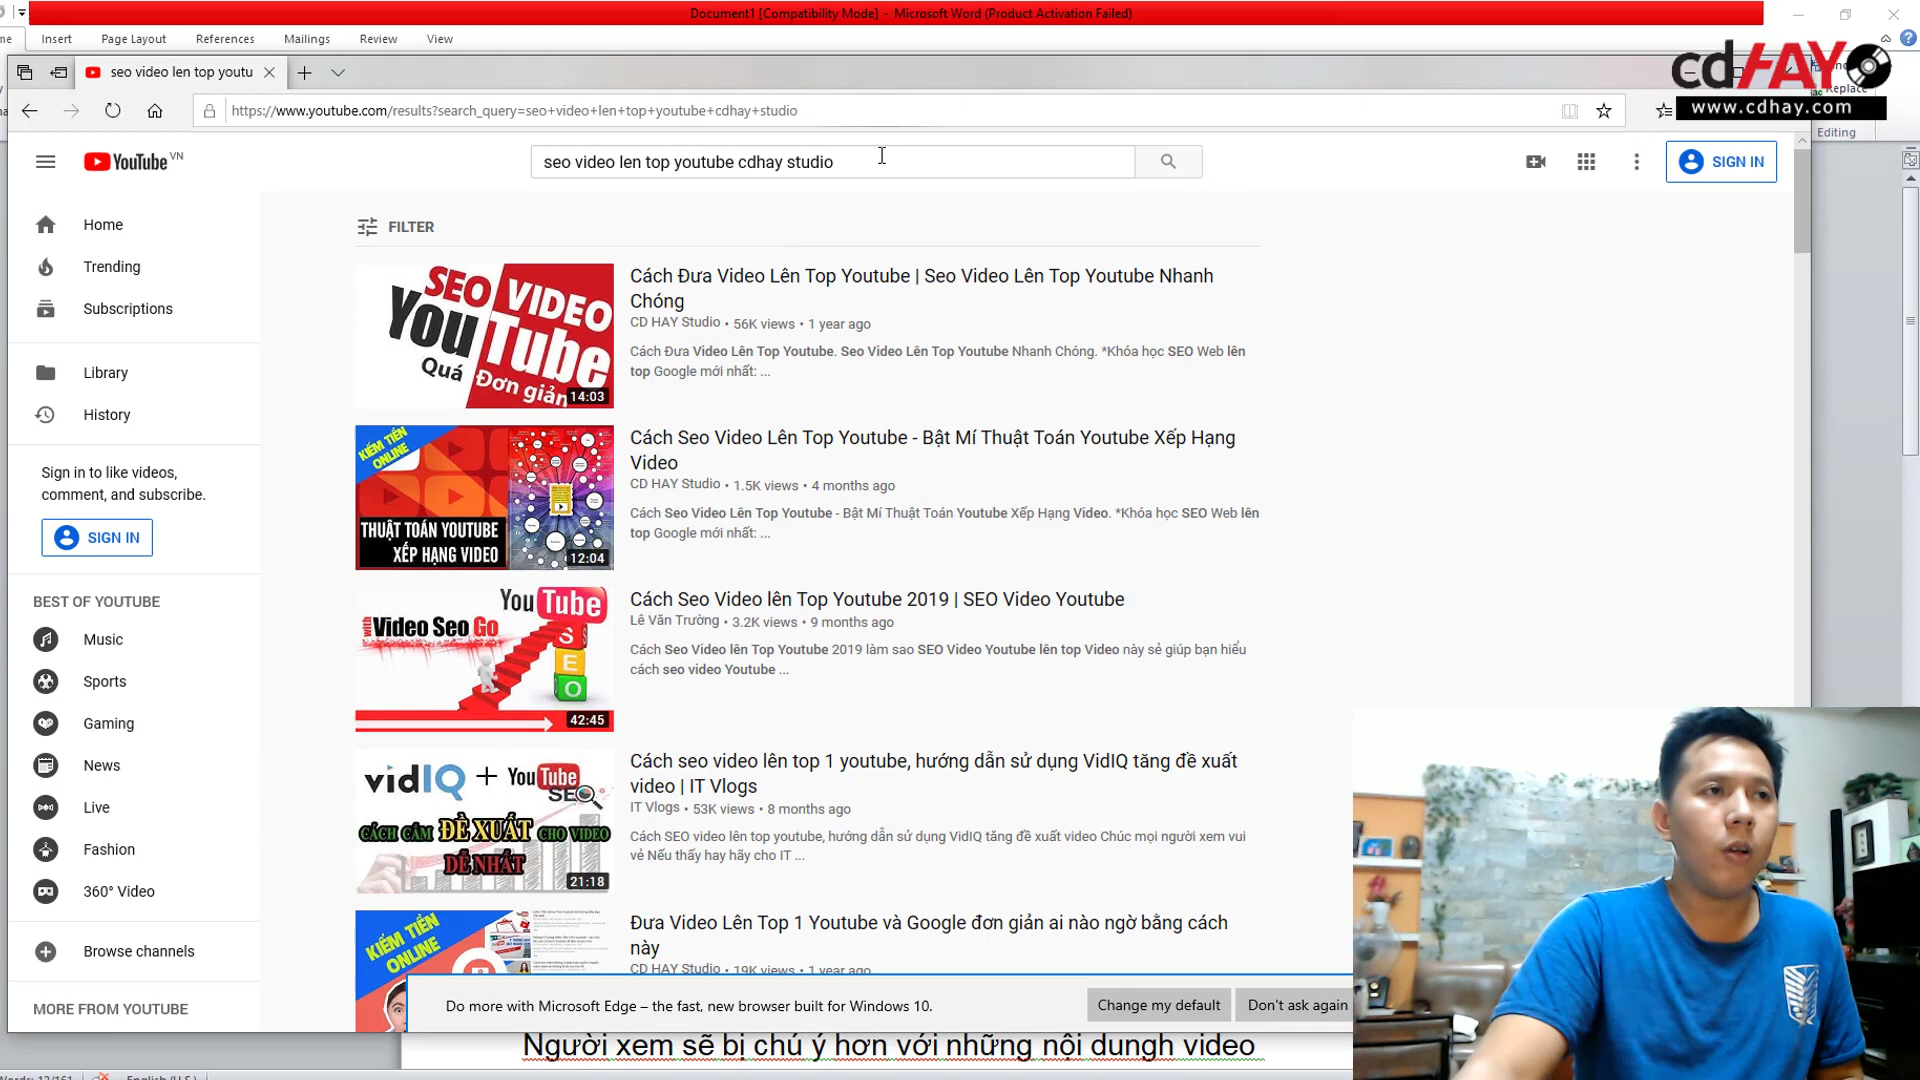 Document1 [Compatibility Mode] - Microsoft Word (Product Activation Failed)
Insert Page Layout References Mailings Review View
seo video len top youtu
cdHAY
www.cdhay.com
https://www.youtube.com/results?search_query=seo+video+len+top+youtube+cdhay+studio
Replace
Editing
YouTube VN
seo video len top youtube cdhay studio
SIGN IN
Home
Trending
Subscriptions
Library
History
Sign in to like videos,
comment, and subscribe.
SIGN IN
BEST OF YOUTUBE
Music
Sports
Gaming
News
Live
Fashion
360° Video
Browse channels
MORE FROM YOUTUBE
FILTER
SEO VIDEO
YouTube
Quá Đơn giản
14:03
Cách Đưa Video Lên Top Youtube | Seo Video Lên Top Youtube Nhanh
Chóng
CD HAY Studio • 56K views • 1 year ago
Cách Đưa Video Lên Top Youtube. Seo Video Lên Top Youtube Nhanh Chóng. *Khóa học SEO Web lên
top Google mới nhất: ...
KIẾM TIỀN
ONLINE
THUẬT TOÁN YOUTUBE
XẾP HẠNG VIDEO
12:04
Cách Seo Video Lên Top Youtube - Bật Mí Thuật Toán Youtube Xếp Hạng
Video
CD HAY Studio • 1.5K views • 4 months ago
Cách Seo Video Lên Top Youtube - Bật Mí Thuật Toán Youtube Xếp Hạng Video. *Khóa học SEO Web lên
top Google mới nhất: ...
YouTube
with Video Seo Go
S
E
O
42:45
Cách Seo Video lên Top Youtube 2019 | SEO Video Youtube
Lê Văn Trường • 3.2K views • 9 months ago
Cách Seo Video lên Top Youtube 2019 làm sao SEO Video Youtube lên top Video này sẻ giúp bạn hiểu
cách seo video Youtube ...
vidIQ + YouTube
SEO
CÁCH CẮM ĐỀ XUẤT CHO VIDEO
DỄ NHẤT
21:18
Cách seo video lên top 1 youtube, hướng dẫn sử dụng VidIQ tăng đề xuất
video | IT Vlogs
IT Vlogs • 53K views • 8 months ago
Cách SEO video lên top youtube, hướng dẫn sử dụng VidIQ tăng đề xuất video Chúc mọi người xem vui
vẻ Nếu thấy hay hãy cho IT ...
KIẾM TIỀN
ONLINE
Đưa Video Lên Top 1 Youtube và Google đơn giản ai nào ngờ bằng cách
này
CD HAY Studio • 19K views • 1 year ago
Do more with Microsoft Edge – the fast, new browser built for Windows 10.
Change my default
Don't ask again
Người xem sẽ bị chú ý hơn với những nội dungh video
Words: 12/161
English (U.S.)